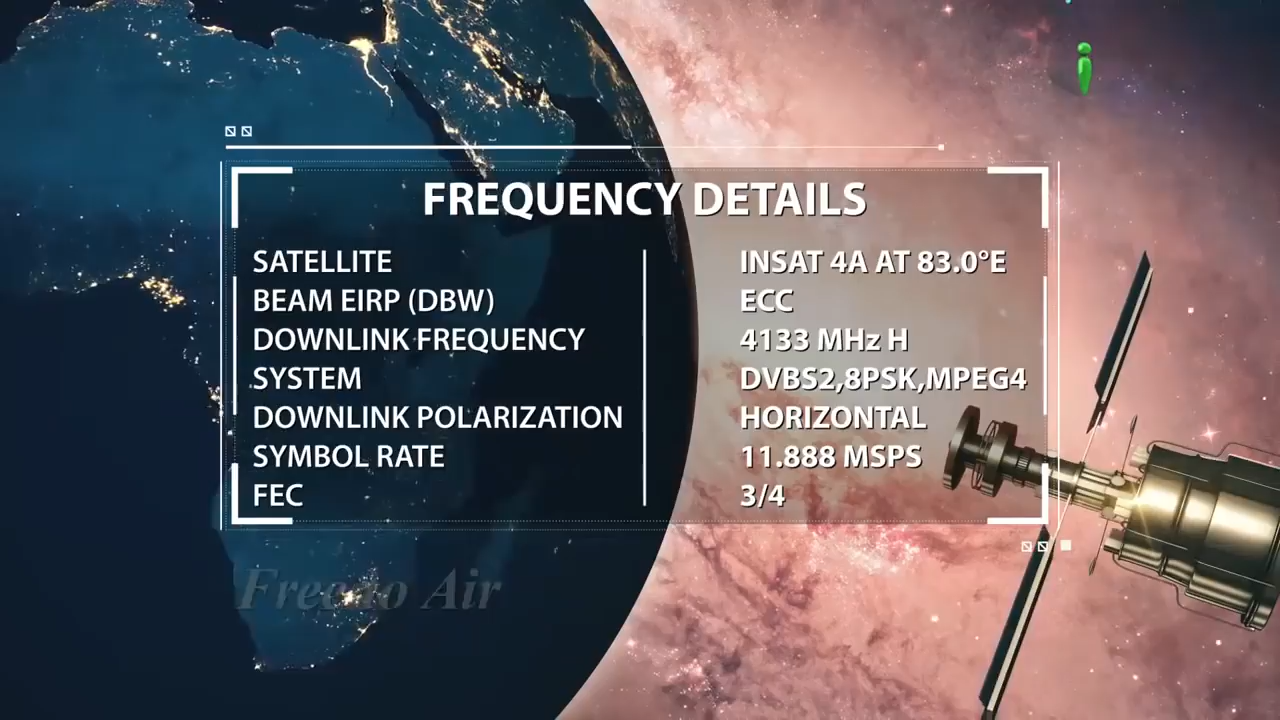 FREQUENCY DETAILS
SATELLITE INSAT 4A AT 83.0°E
BEAM EIRP (DBW) ECC
DOWNLINK FREQUENCY 4133 MHz H
SYSTEM DVBS2,8PSK,MPEG4
DOWNLINK POLARIZATION HORIZONTAL
SYMBOL RATE 11.888 MSPS
FEC 3/4
Air